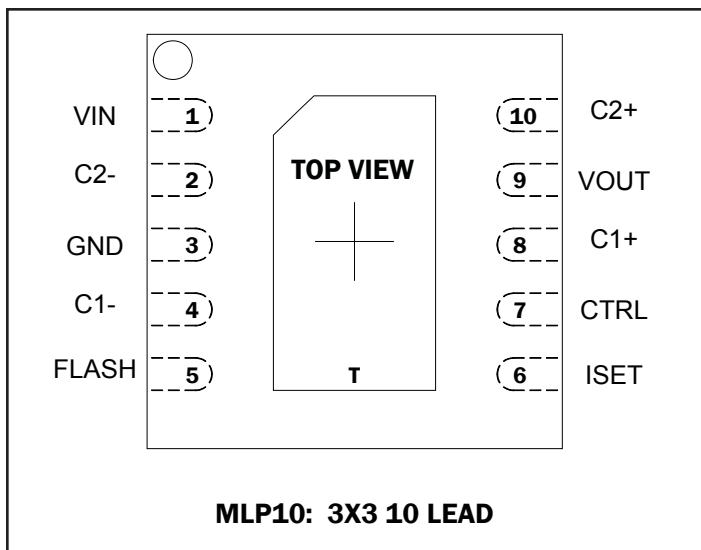 VIN 1 10 C2+
TOP VIEW
C2- 2 9 VOUT
GND 3 8 C1+
C1- 4 7 CTRL
FLASH 5 T 6 ISET
MLP10: 3X3 10 LEAD